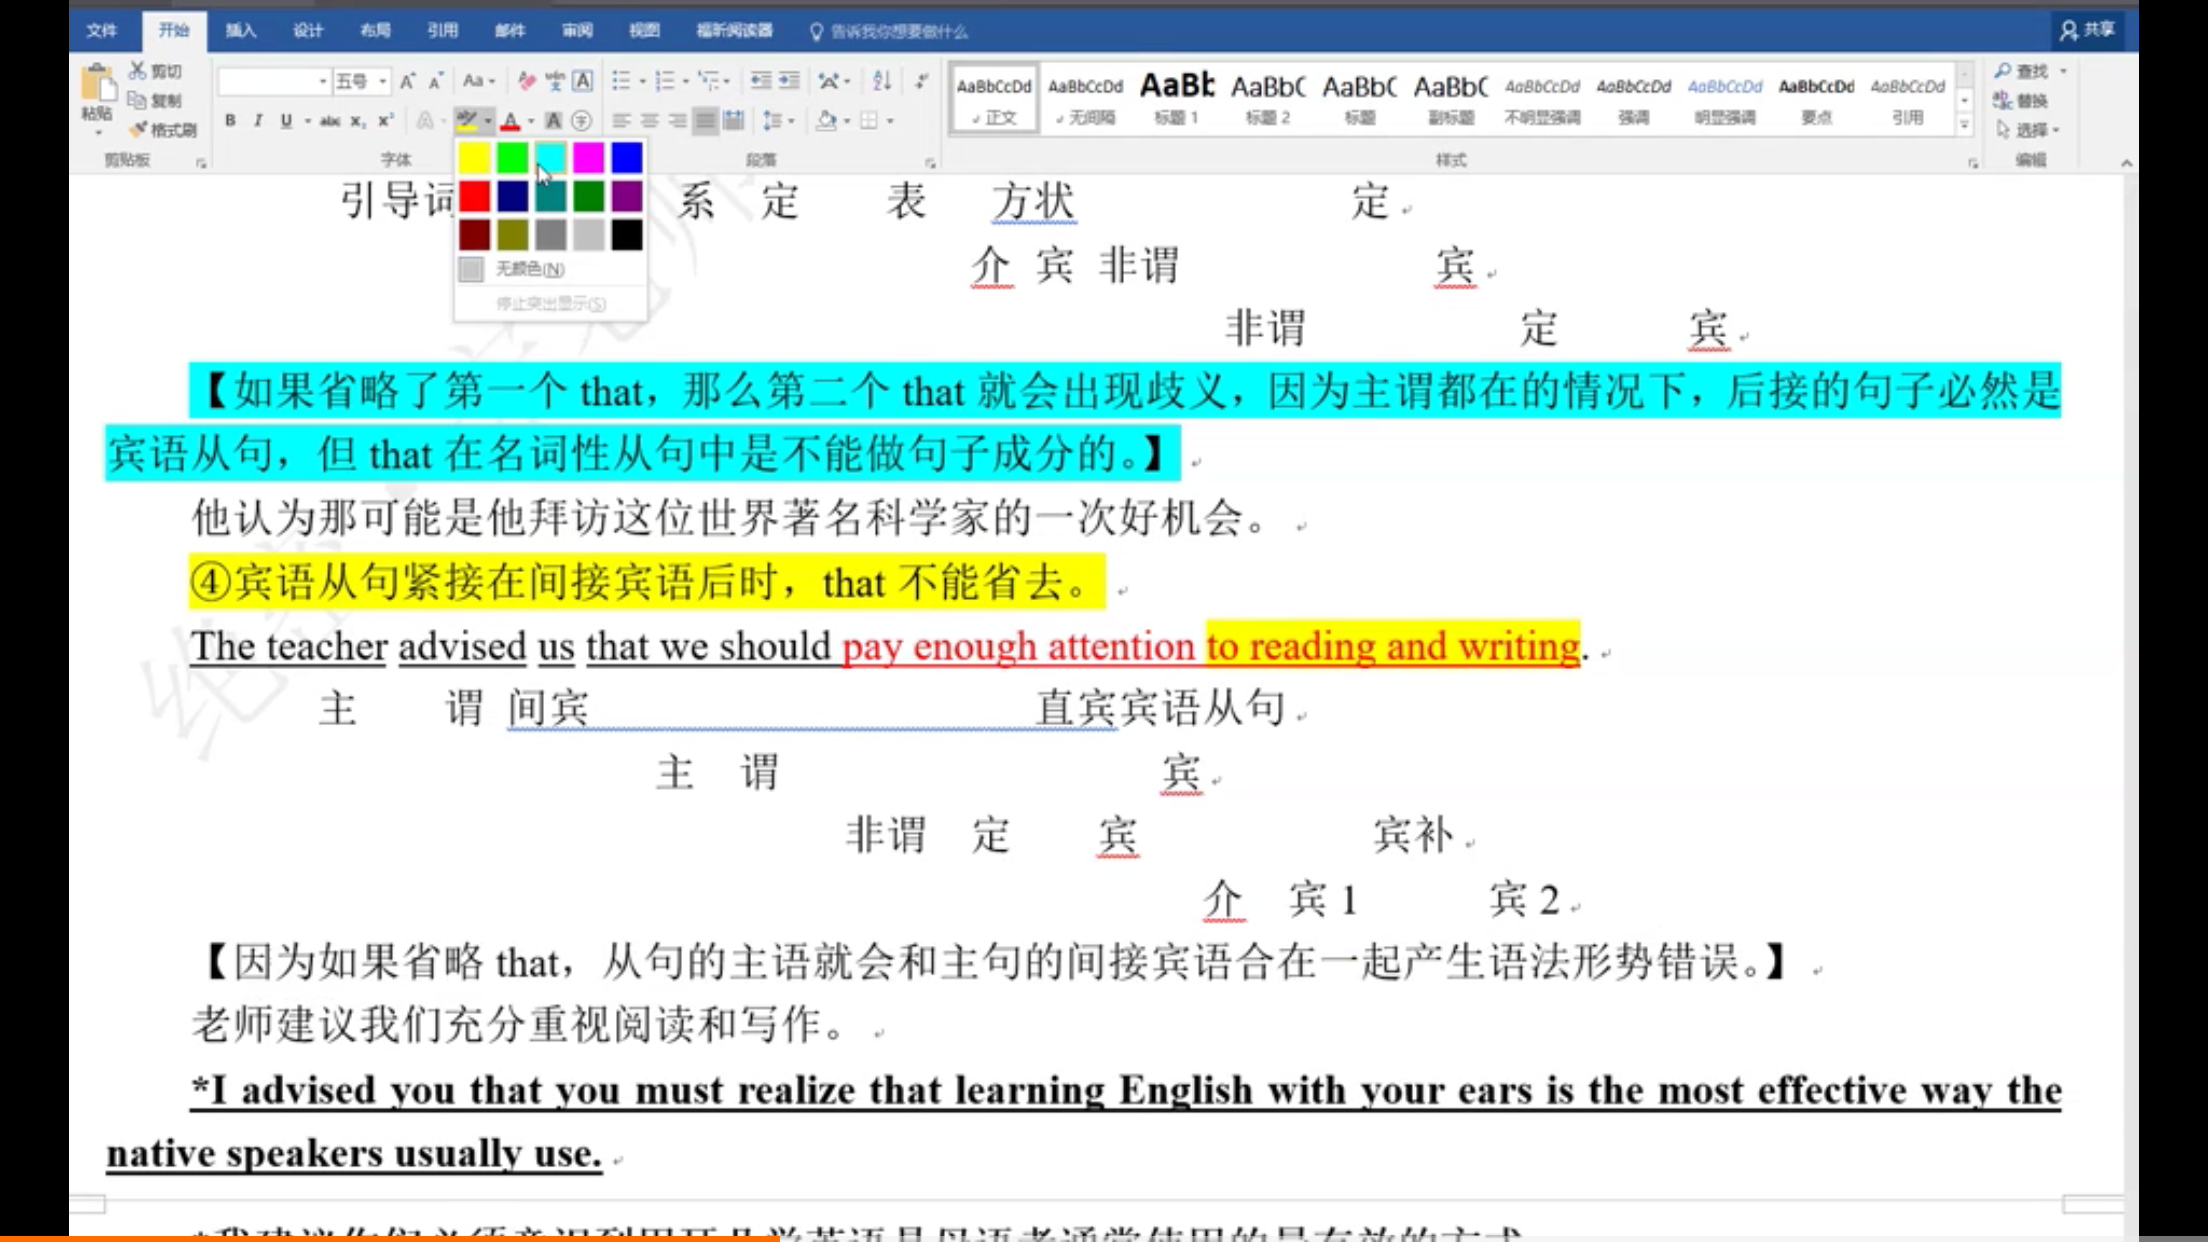 文件 开始 插入 设计 布局 引用 邮件 审阅 视图 福昕阅读器 告诉我你想要做什么 共享
剪切
复制
格式刷
粘贴
剪贴板
五号
字体
段落
AaBbCcDd AaBbCcDd AaBb AaBbC AaBbC AaBbC AaBbCcDd AaBbCcDd AaBbCcDd AaBbCcDd AaBbCcDd
正文 无间隔 标题 1 标题 2 标题 副标题 不明显强调 强调 明显强调 要点 引用
样式
查找
替换
选择
编辑
无颜色(N)
停止突出显示(S)
引导词 系 定 表 方状 定
介 宾 非谓 宾
非谓 定 宾
【如果省略了第一个 that，那么第二个 that 就会出现歧义，因为主谓都在的情况下，后接的句子必然是
宾语从句，但 that 在名词性从句中是不能做句子成分的。】
他认为那可能是他拜访这位世界著名科学家的一次好机会。
④宾语从句紧接在间接宾语后时，that 不能省去。
The teacher advised us that we should pay enough attention to reading and writing.
主 谓 间宾 直宾宾语从句
主 谓 宾
非谓 定 宾 宾补
介 宾 1 宾 2
【因为如果省略 that，从句的主语就会和主句的间接宾语合在一起产生语法形势错误。】
老师建议我们充分重视阅读和写作。
*I advised you that you must realize that learning English with your ears is the most effective way the
native speakers usually use.